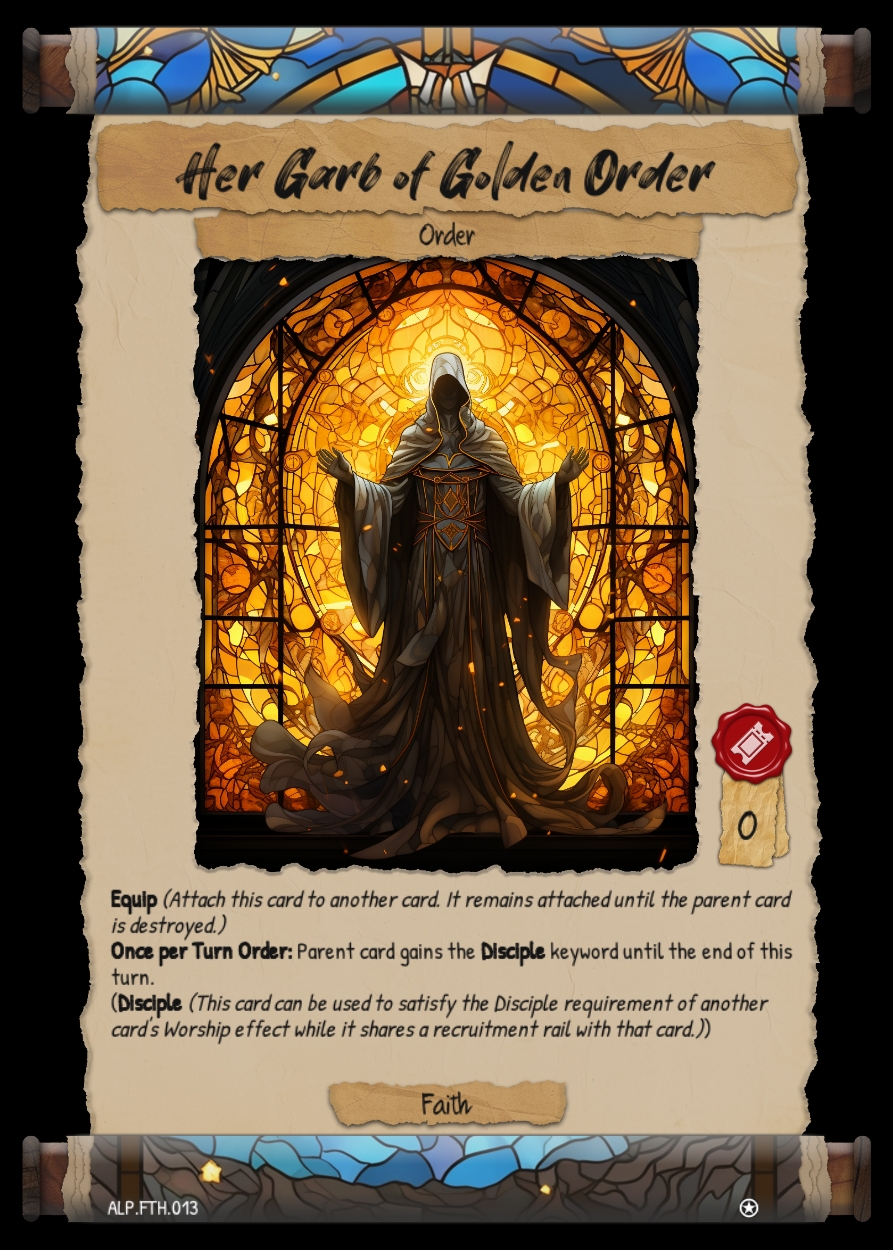 Her Garb of Golden Order
Order
0
Equip (Attach this card to another card. It remains attached until the parent card
is destroyed.)
Once per Turn Order: Parent card gains the Disciple keyword until the end of this
turn.
(Disciple (This card can be used to satisfy the Disciple requirement of another
card's Worship effect while it shares a recruitment rail with that card.))
Faith
ALP.FTH.013